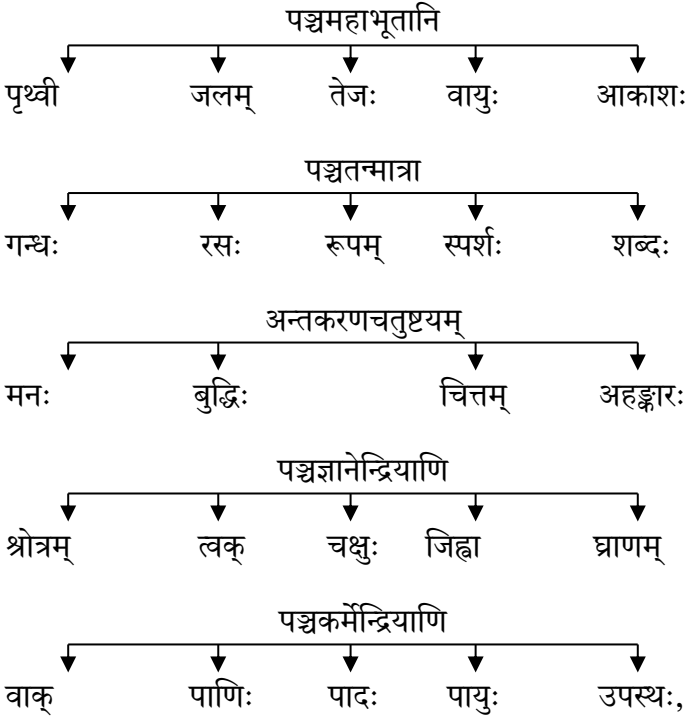 पञ्चमहाभूतानि
पृथ्वी जलम् तेजः वायुः आकाशः
पञ्चतन्मात्रा
गन्धः रसः रूपम् स्पर्शः शब्दः
अन्तकरणचतुष्टयम्
मनः बुद्धिः चित्तम् अहङ्कारः
पञ्चज्ञानेन्द्रियाणि
श्रोत्रम् त्वक् चक्षुः जिह्वा घ्राणम्
पञ्चकर्मेन्द्रियाणि
वाक् पाणिः पादः पायुः उपस्थः,